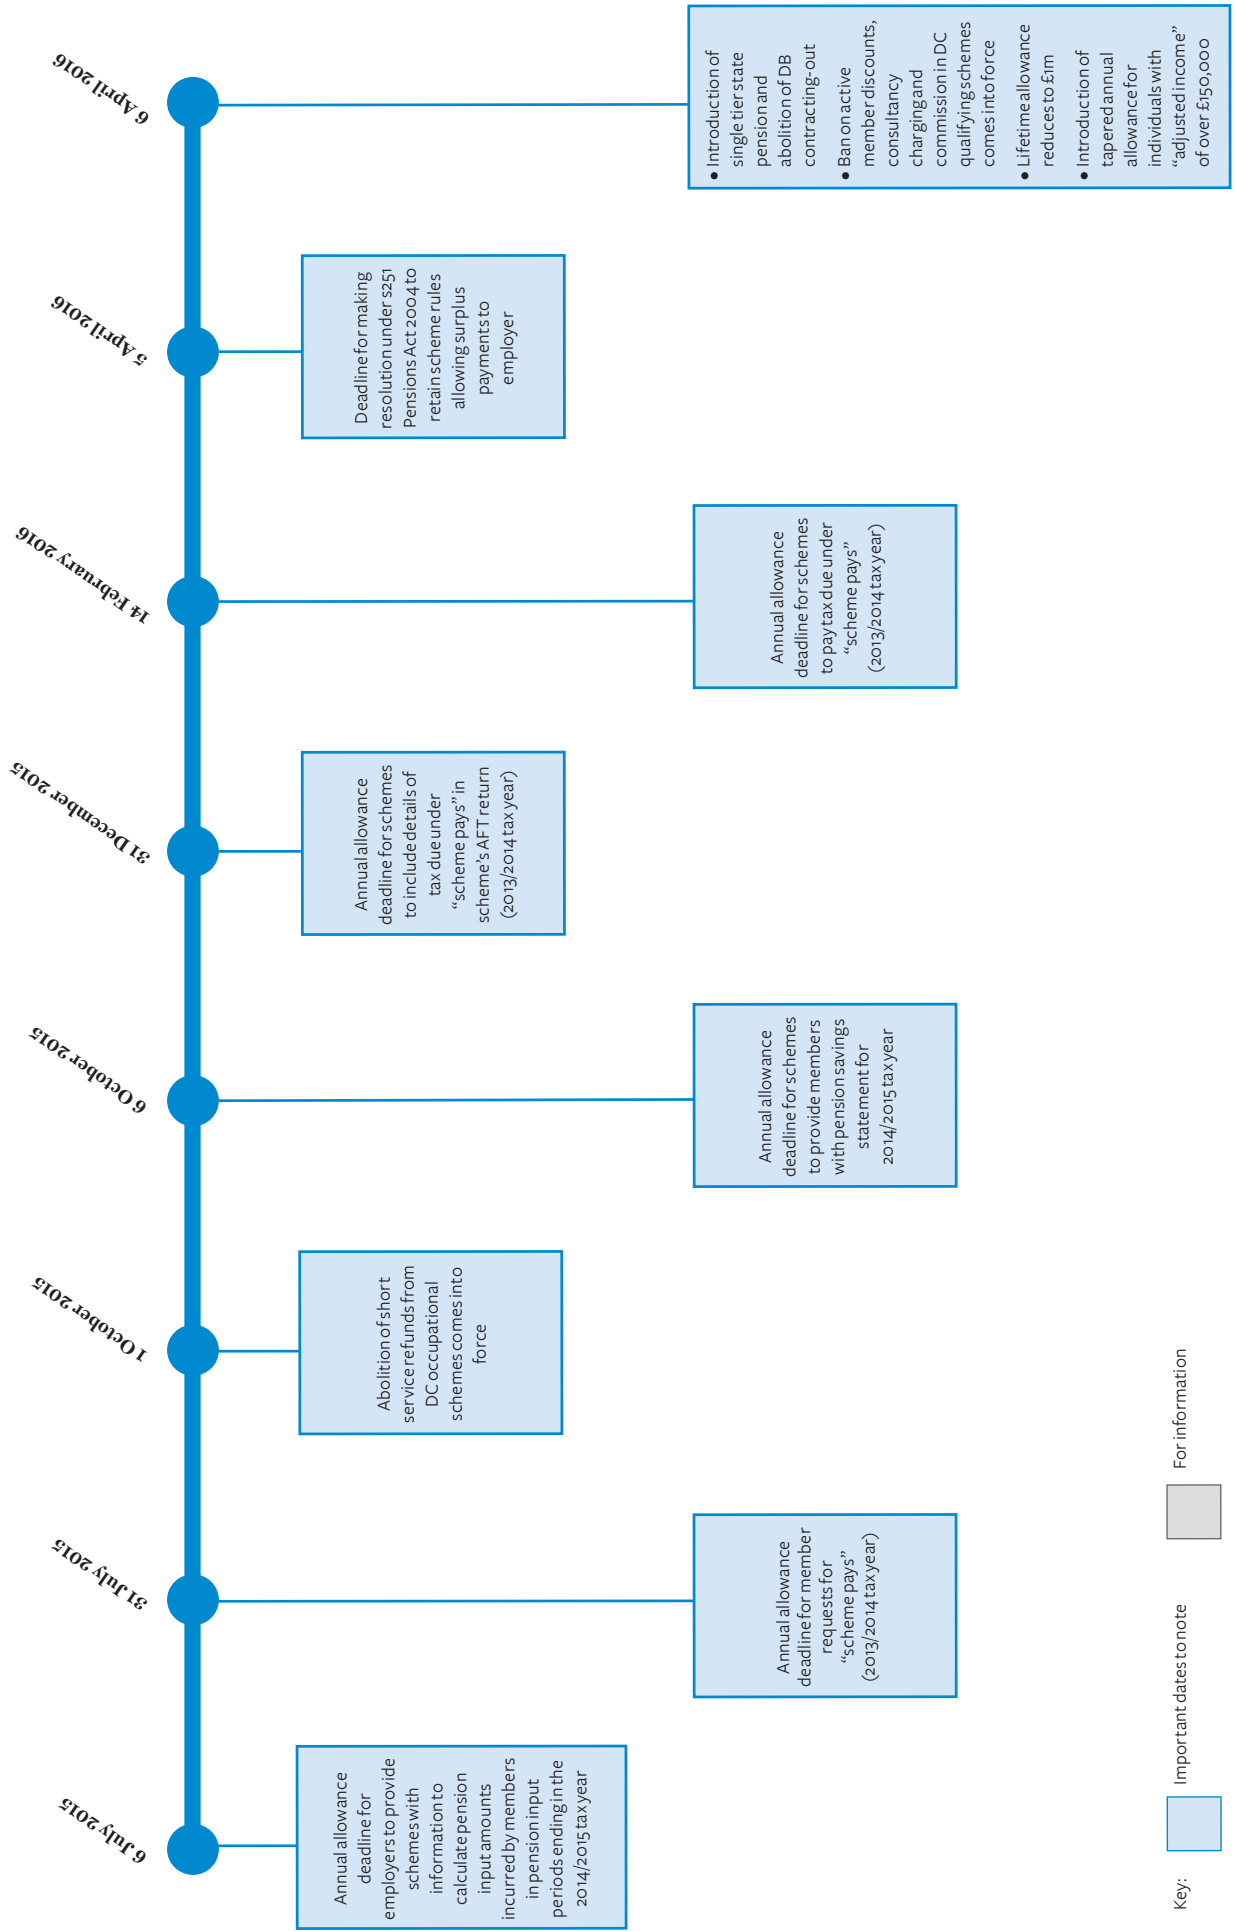 6 July 2015
31 July 2015
1 October 2015
6 October 2015
31 December 2015
14 February 2016
5 April 2016
6 April 2016
Annual allowance
deadline for
employers to provide
schemes with
information to
calculate pension
input amounts
incurred by members
in pension input
periods ending in the
2014/2015 tax year
Annual allowance
deadline for member
requests for
“scheme pays”
(2013/2014 tax year)
Abolition of short
service refunds from
DC occupational
schemes comes into
force
Annual allowance
deadline for schemes
to provide members
with pension savings
statement for
2014/2015 tax year
Annual allowance
deadline for schemes
to include details of
tax due under
“scheme pays” in
scheme’s AFT return
(2013/2014 tax year)
Annual allowance
deadline for schemes
to pay tax due under
“scheme pays”
(2013/2014 tax year)
Deadline for making
resolution under s251
Pensions Act 2004 to
retain scheme rules
allowing surplus
payments to
employer
• Introduction of
single tier state
pension and
abolition of DB
contracting-out
• Ban on active
member discounts,
consultancy
charging and
commission in DC
qualifying schemes
comes into force
• Lifetime allowance
reduces to £1m
• Introduction of
tapered annual
allowance for
individuals with
“adjusted income”
of over £150,000
Key:
Important dates to note
For information